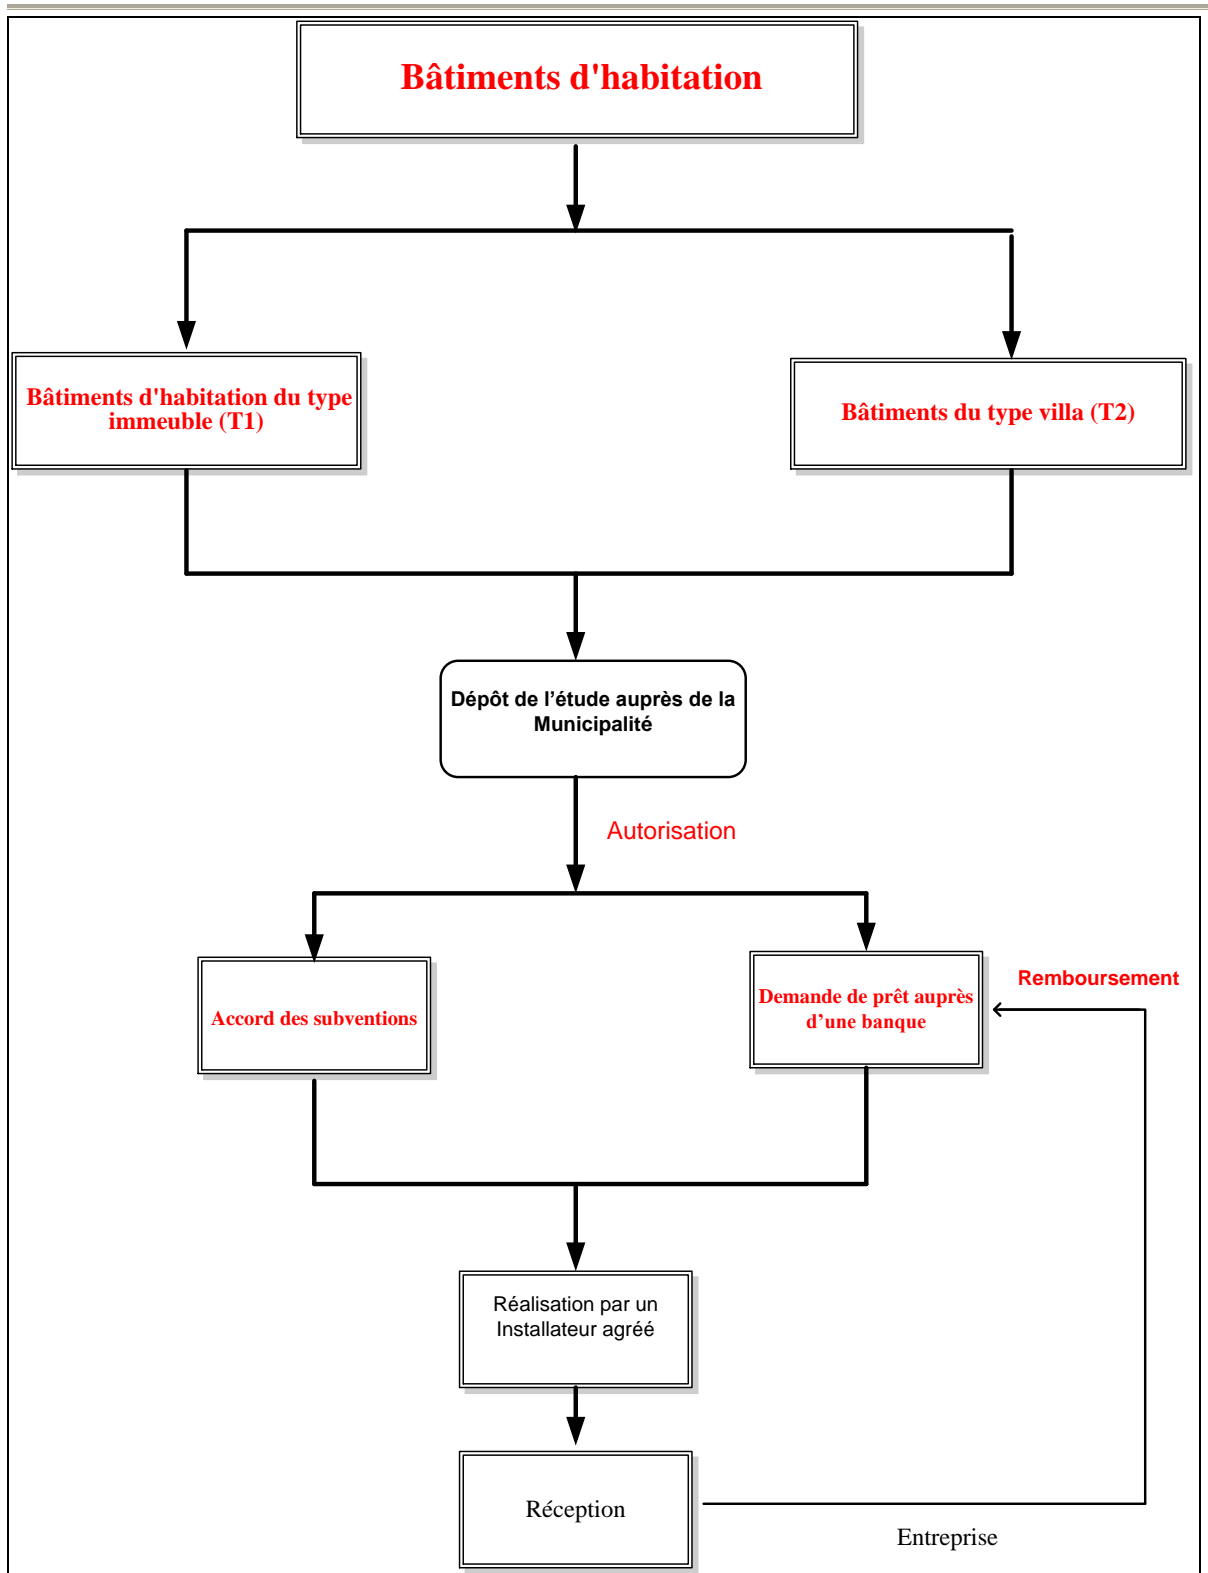 Bâtiments d'habitation
Bâtiments d'habitation du type
immeuble (T1)
Bâtiments du type villa (T2)
Dépôt de l’étude auprès de la
Municipalité
Autorisation
Accord des subventions
Demande de prêt auprès
d’une banque
Remboursement
Réalisation par un
Installateur agréé
Réception
Entreprise